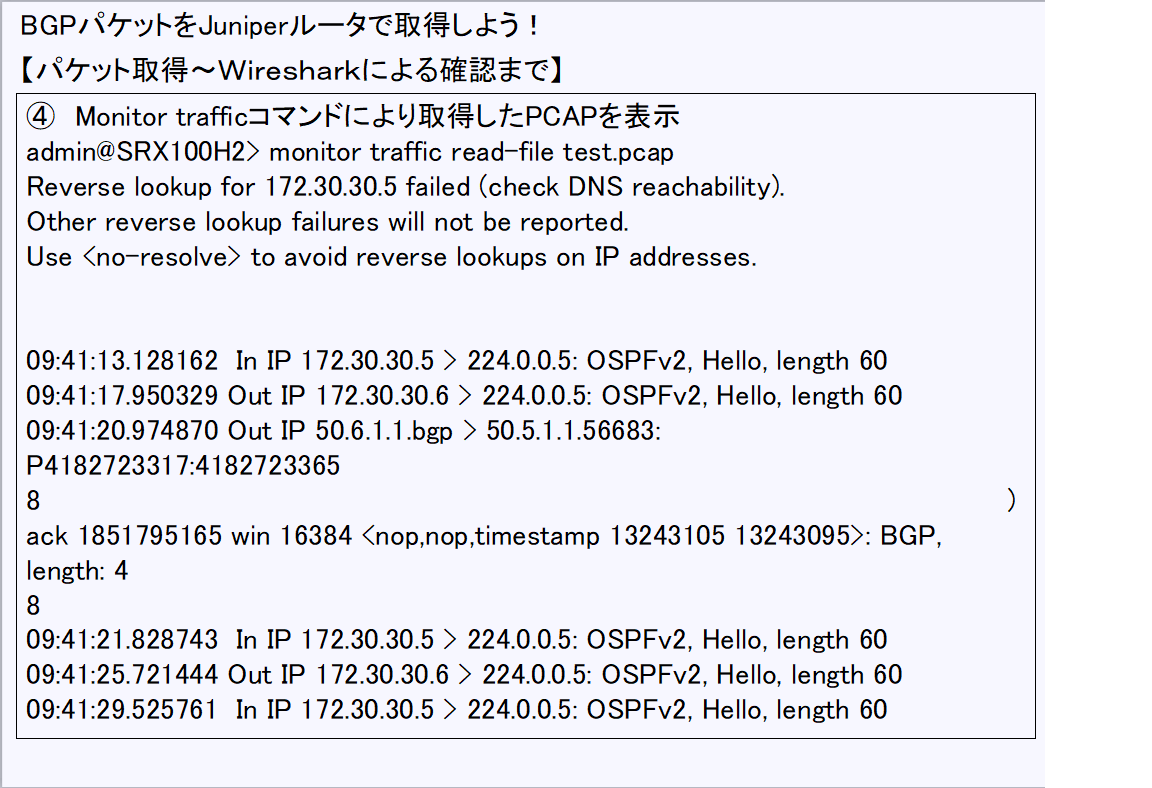 BGPパケットをJuniperルータで取得しよう！
【パケット取得～Wiresharkによる確認まで】
④ Monitor trafficコマンドにより取得したPCAPを表示
admin@SRX100H2> monitor traffic read-file test.pcap
Reverse lookup for 172.30.30.5 failed (check DNS reachability).
Other reverse lookup failures will not be reported.
Use <no-resolve> to avoid reverse lookups on IP addresses.
09:41:13.128162 In IP 172.30.30.5 > 224.0.0.5: OSPFv2, Hello, length 60
09:41:17.950329 Out IP 172.30.30.6 > 224.0.0.5: OSPFv2, Hello, length 60
09:41:20.974870 Out IP 50.6.1.1.bgp > 50.5.1.1.56683:
P4182723317:4182723365
8 )
ack 1851795165 win 16384 <nop,nop,timestamp 13243105 13243095>: BGP,
length: 4
8
09:41:21.828743 In IP 172.30.30.5 > 224.0.0.5: OSPFv2, Hello, length 60
09:41:25.721444 Out IP 172.30.30.6 > 224.0.0.5: OSPFv2, Hello, length 60
09:41:29.525761 In IP 172.30.30.5 > 224.0.0.5: OSPFv2, Hello, length 60